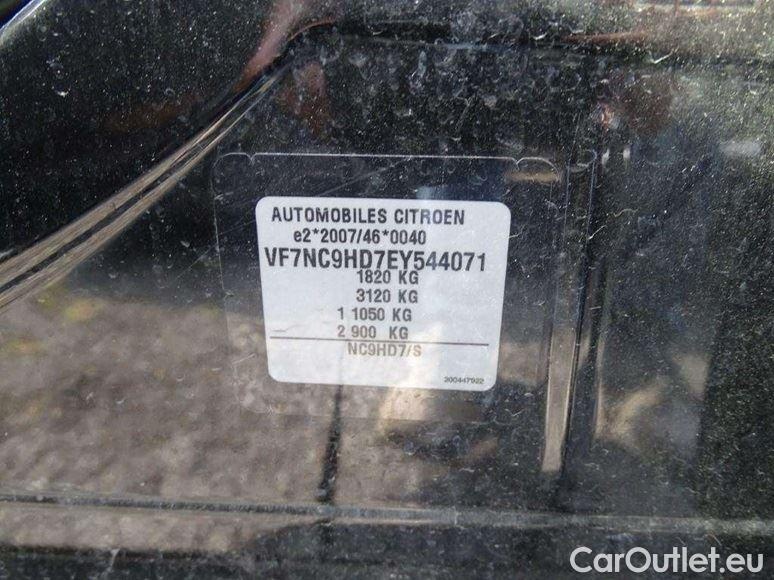 AUTOMOBILES CITROEN
e2*2007/46*0040
VF7NC9HD7EY544071
1820 KG
3120 KG
1 1050 KG
2 900 KG
NC9HD7/S
200447922
CarOutlet.eu